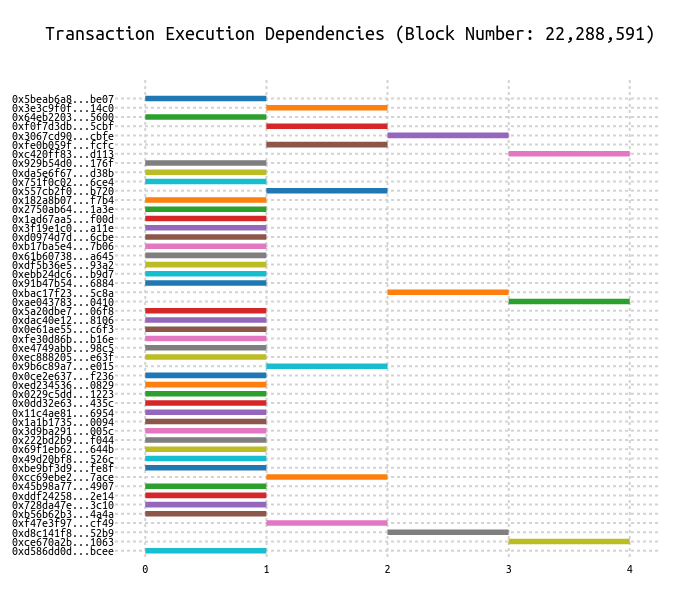 Transaction Execution Dependencies (Block Number: 22,288,591)
0x5beab6a8...be07
0x3e3c9f0f...14c0
0x64eb2203...5600
0xf0f7d3db...5cbf
0x3067cd90...cbfe
0xfe0b059f...fcfc
0xc420ff83...d113
0x929b54d0...176f
0xda5e6f67...d38b
0x751f0c02...6ce4
0x557cb2f0...b720
0x182a8b07...f7b4
0x2750ab64...1a3e
0x1ad67aa5...f00d
0x3f19e1c0...a11e
0xd0974d7d...6cbe
0xb17ba5e4...7b06
0x61b60738...a645
0xdf5b36e5...93a2
0xebb24dc6...b9d7
0x91b47b54...6884
0xbac17f23...5c8a
0xae043783...0410
0x5a20dbe7...06f8
0xdac40e12...8106
0x0e61ae55...c6f3
0xfe30d86b...b16e
0xe4749abb...98c5
0xec888205...e63f
0x9b6c89a7...e015
0x0ce2e637...f236
0xed234536...0829
0x0229c5dd...1223
0x0dd32e63...435c
0x11c4ae81...6954
0x1a1b1735...0094
0x3d9ba291...005c
0x222bd2b9...f044
0x69f1eb62...644b
0x49d20bf8...526c
0xbe9bf3d9...fe8f
0xcc69ebe2...7ace
0x45b98a77...4907
0xddf24258...2e14
0x728da47e...3c10
0xb56b62b3...4a4a
0xf47e3f97...cf49
0xd8c141f8...52b9
0xce670a2b...1063
0xd586dd0d...bcee
0 1 2 3 4